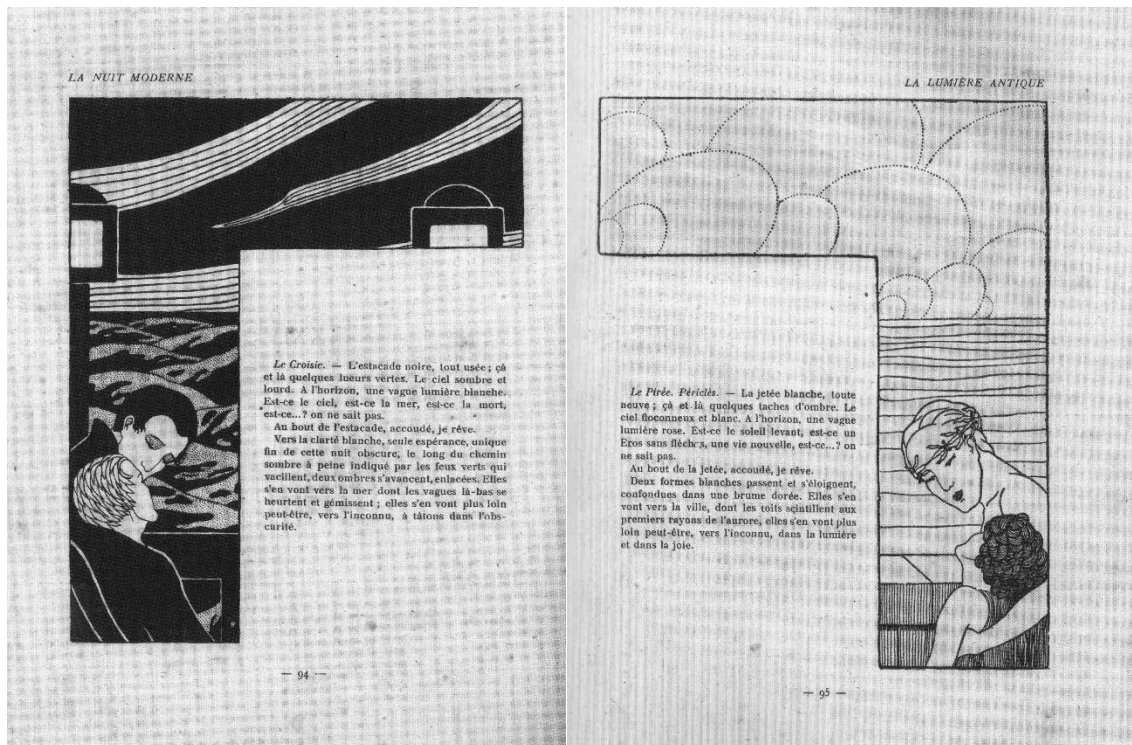 LA NUIT MODERNE
Le Croisic. — L'estacade noire, tout usée ; çà
et là quelques lueurs vertes. Le ciel sombre et
lourd. A l'horizon, une vague lumière blanche.
Est-ce le ciel, est-ce la mer, est-ce la mort,
est-ce...? on ne sait pas.
Au bout de l'estacade, accoudé, je rêve.
Vers la clarté blanche, seule espérance, unique
fin de cette nuit obscure, le long du chemin
sombre à peine indiqué par les feux verts qui
vacillent, deux ombres s'avancent, enlacées. Elles
s'en vont vers la mer dont les vagues là-bas se
heurtent et gémissent ; elles s'en vont plus loin
peut-être, vers l'inconnu, à tâtons dans l'obs-
curité.
— 94 —
LA LUMIÈRE ANTIQUE
Le Pirée. Périclès. — La jetée blanche, toute
neuve ; çà et là quelques taches d'ombre. Le
ciel floconneux et blanc. A l'horizon, une vague
lumière rose. Est-ce le soleil levant, est-ce un
Eros sans flèches, une vie nouvelle, est-ce...? on
ne sait pas.
Au bout de la jetée, accoudé, je rêve.
Deux formes blanches passent et s'éloignent,
confondues dans une brume dorée. Elles s'en
vont vers la ville, dont les toits scintillent aux
premiers rayons de l'aurore, elles s'en vont plus
loin peut-être, vers l'inconnu, dans la lumière
et dans la joie.
— 95 —